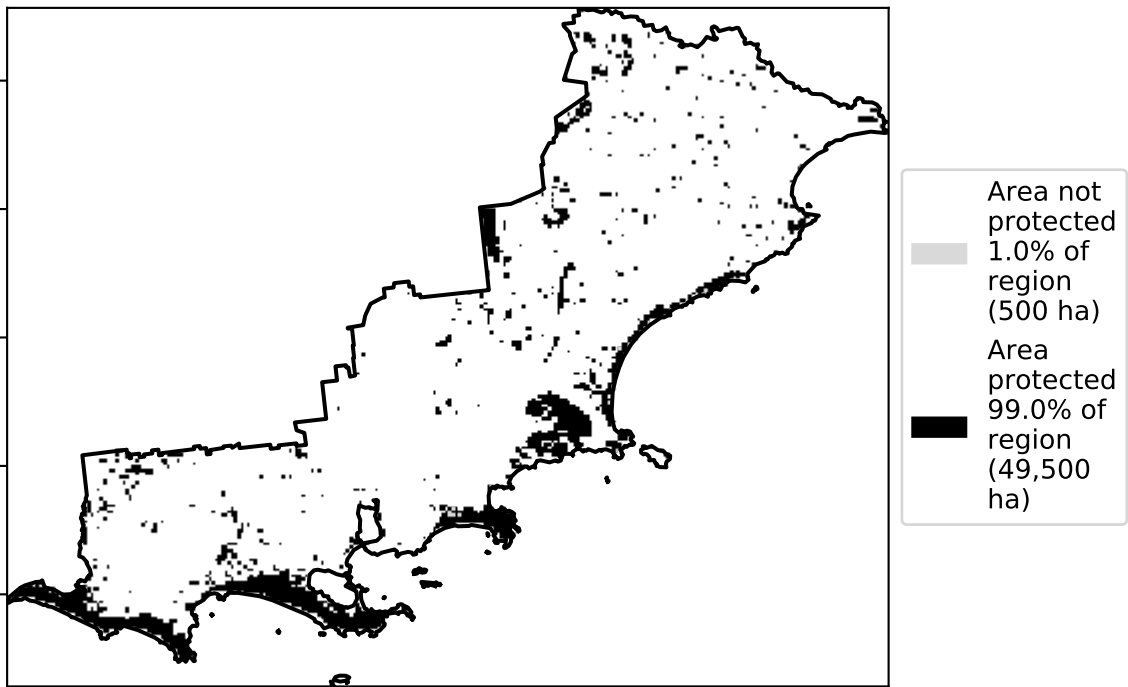 Area not
protected
1.0% of
region
(500 ha)
Area
protected
99.0% of
region
(49,500
ha)